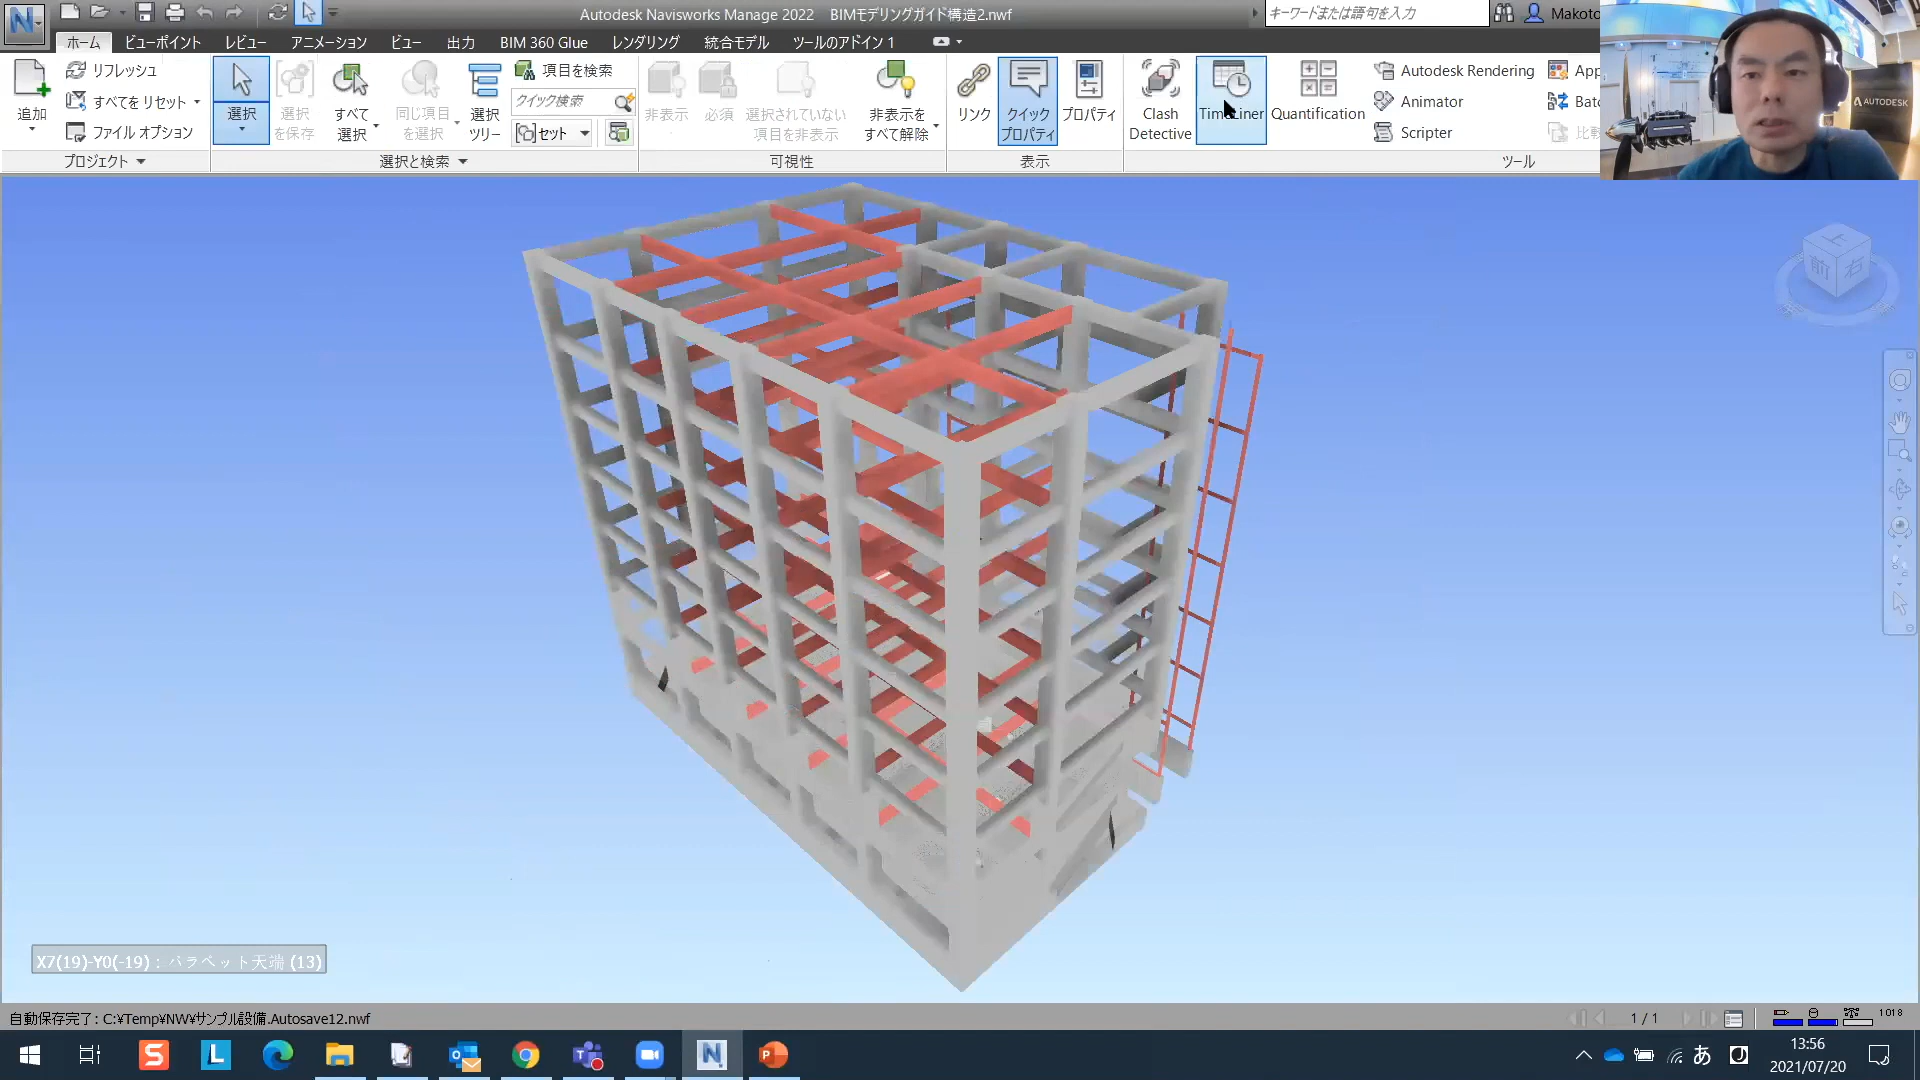 Autodesk Navisworks Manage 2022 BIMモデリングガイド構造2.nwf
キーワードまたは語句を入力
Makoto
ホーム ビューポイント レビュー アニメーション ビュー 出力 BIM 360 Glue レンダリング 統合モデル ツールのアドイン 1
追加
リフレッシュ
すべてをリセット
ファイル オプション
プロジェクト
選択
選択
を保存
すべて
選択
同じ項目
を選択
選択
ツリー
項目を検索
クイック検索
セット
選択と検索
非表示
必須
選択されていない
項目を非表示
非表示を
すべて解除
可視性
リンク
クイック
プロパティ
プロパティ
表示
Clash
Detective
TimeLiner
Quantification
Autodesk Rendering
Animator
Scripter
App
Batc
比較
ツール
AUTODESK
上
前
右
X7(19)-Y0(-19) : パラペット天端 (13)
自動保存完了: C:¥Temp¥NW¥サンプル設備.Autosave12.nwf
1 / 1
1018
あ
13:56
2021/07/20